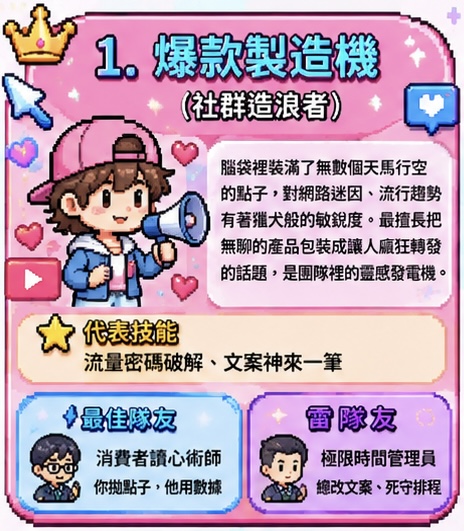 1. 爆款製造機
（社群造浪者）
腦袋裡裝滿了無數個天馬行空
的點子，對網路迷因、流行趨勢
有著獵犬般的敏銳度。最擅長把
無聊的產品包裝成讓人瘋狂轉發
的話題，是團隊裡的靈感發電機。
代表技能
流量密碼破解、文案神來一筆
最佳隊友
消費者讀心術師
你拋點子，他用數據
雷隊友
極限時間管理員
總改文案、死守排程